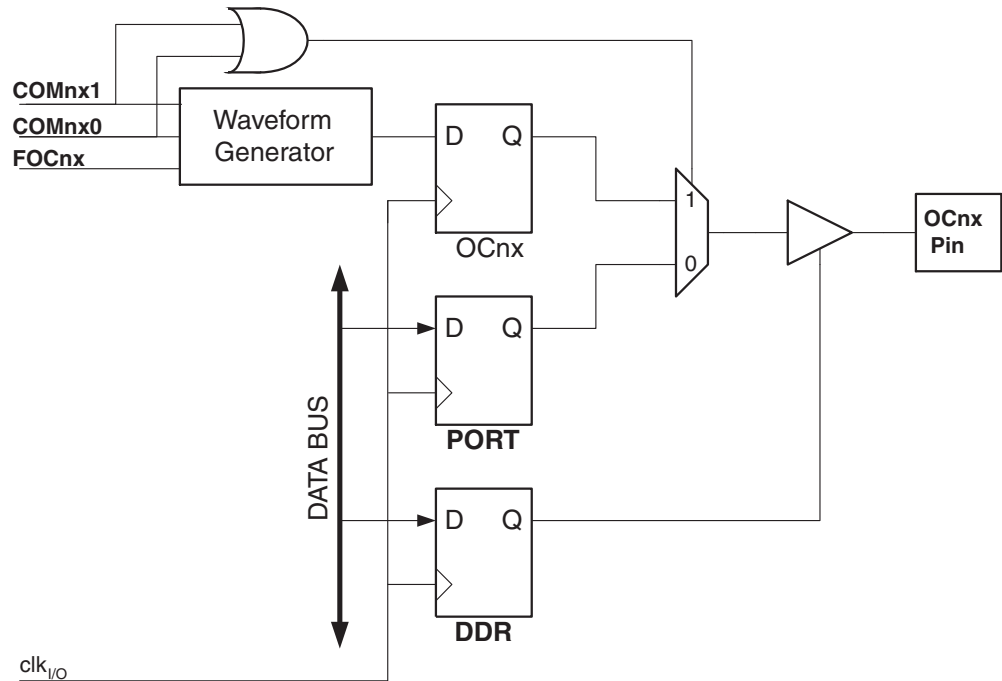 COMnx1
COMnx0
FOCnx
Waveform
Generator
D Q
OCnx
1
0
OCnx
Pin
D Q
PORT
DATA BUS
D Q
DDR
clkI/O